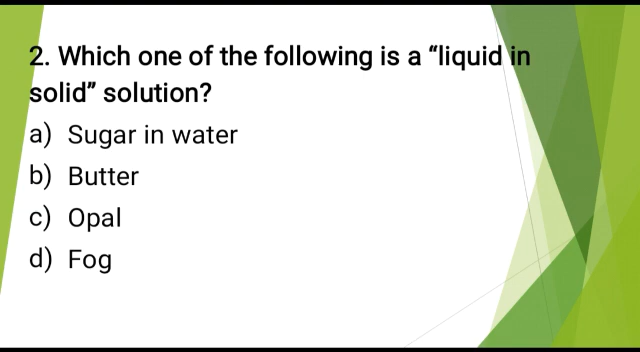 2. Which one of the following is a “liquid in
solid” solution?
a) Sugar in water
b) Butter
c) Opal
d) Fog